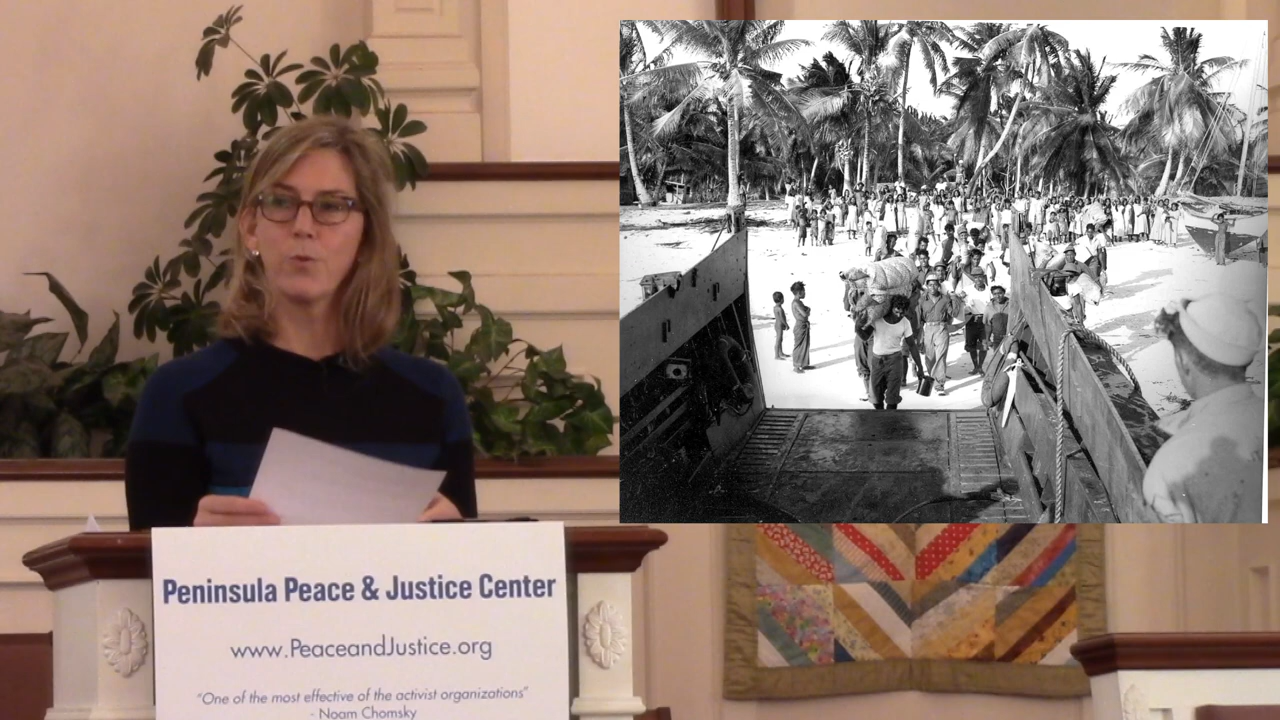 Peninsula Peace & Justice Center
www.PeaceandJustice.org
"One of the most effective of the activist organizations"
- Noam Chomsky